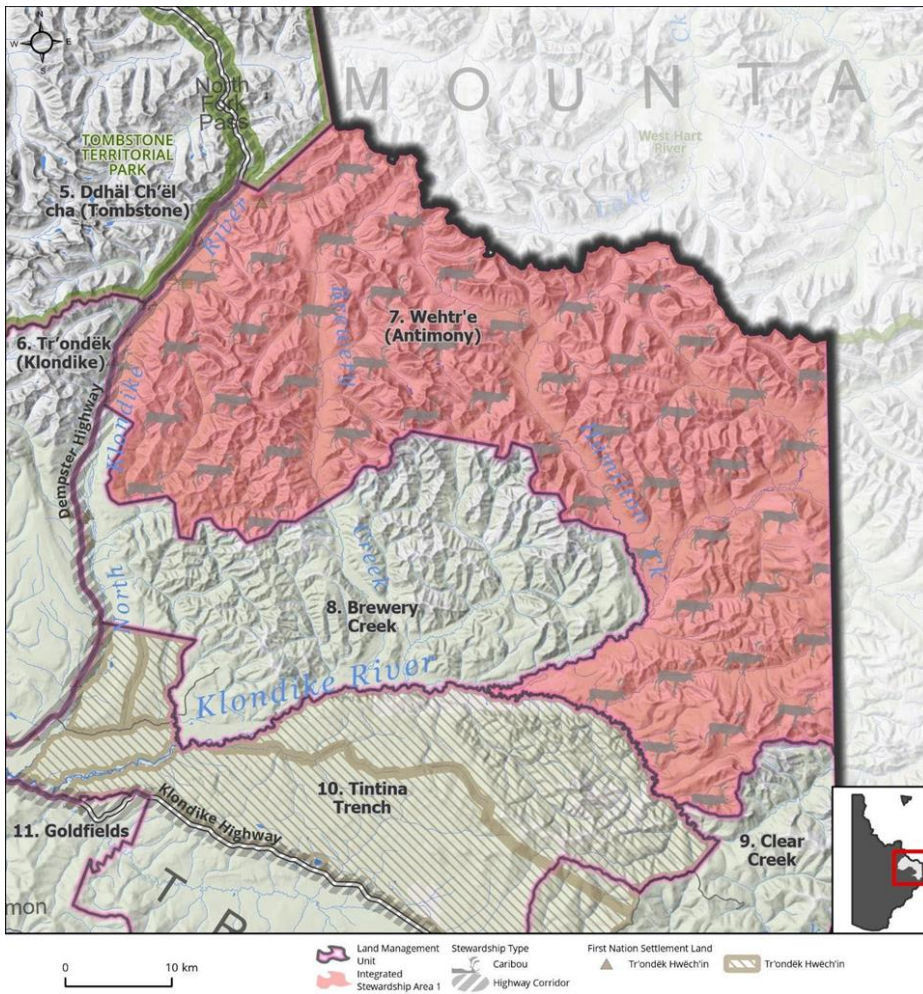 W
E
S
MOUNTA
North
Fork
Pass
TOMBSTONE
TERRITORIAL
PARK
5. Ddhäl Ch'ël
cha (Tombstone)
West Hart
River
Ck
Lake
River
6. Tr'ondëk
(Klondike)
7. Wehtr'e
(Antimony)
Brewery
Klondike
Dempster Highway
Hamilton
Ck
North
Creek
8. Brewery
Creek
Klondike River
10. Tintina
Trench
11. Goldfields
Klondike Highway
9. Clear
Creek
mon
T
0
10 km
Land Management
Unit
Integrated
Stewardship Area 1
Stewardship Type
Caribou
Highway Corridor
First Nation Settlement Land
Tr'ondëk Hwëch'in
Tr'ondëk Hwëch'in